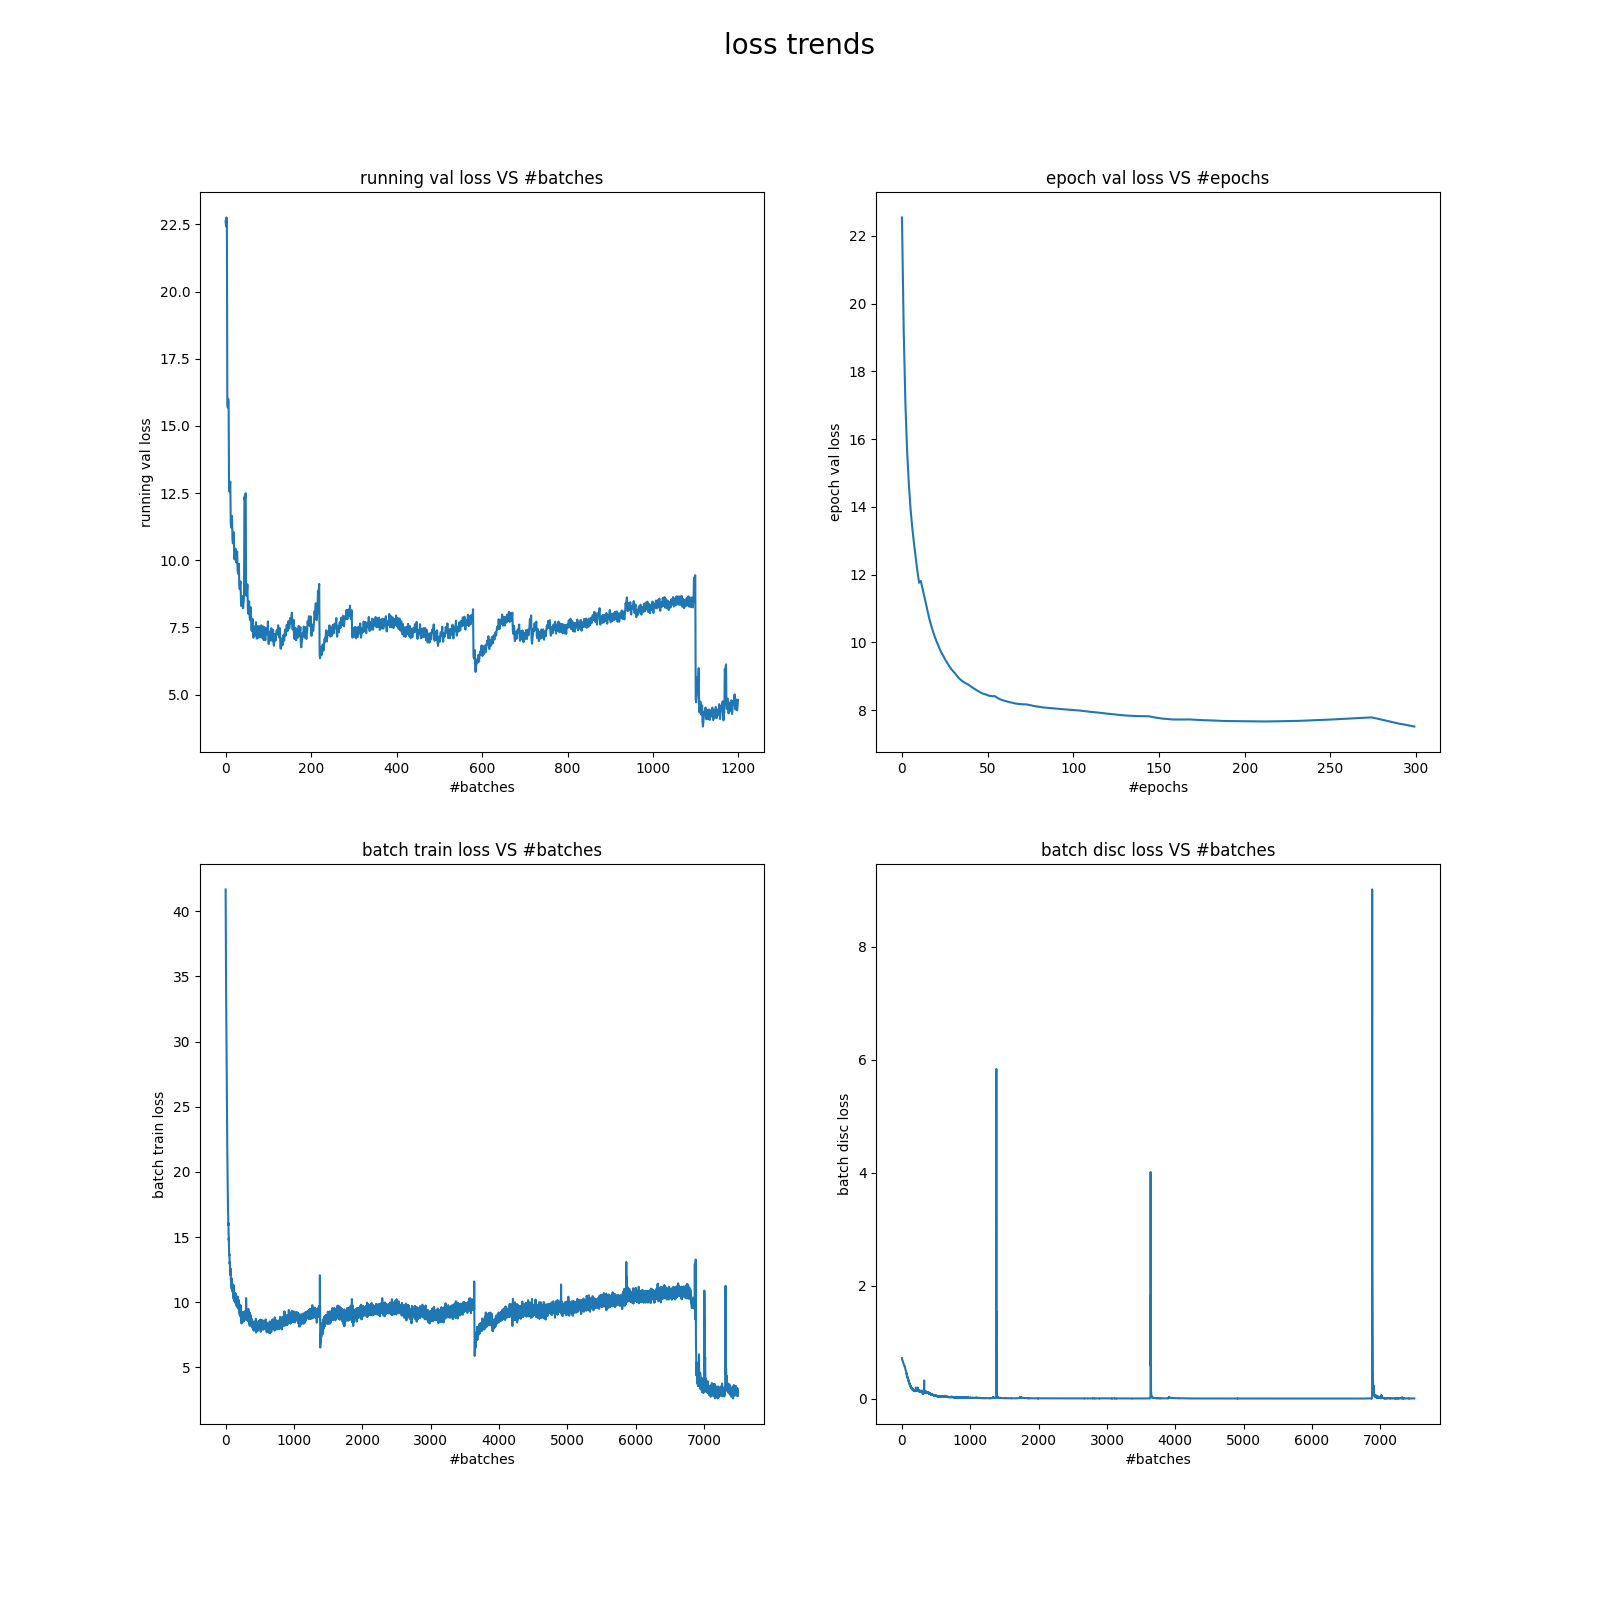 loss trends
running val loss VS #batches
22.5
20.0
17.5
15.0
12.5
10.0
7.5
5.0
running val loss
0 200 400 600 800 1000 1200
#batches
epoch val loss VS #epochs
22
20
18
16
14
12
10
8
epoch val loss
0 50 100 150 200 250 300
#epochs
batch train loss VS #batches
40
35
30
25
20
15
10
5
batch train loss
0 1000 2000 3000 4000 5000 6000 7000
#batches
batch disc loss VS #batches
8
6
4
2
0
batch disc loss
0 1000 2000 3000 4000 5000 6000 7000
#batches